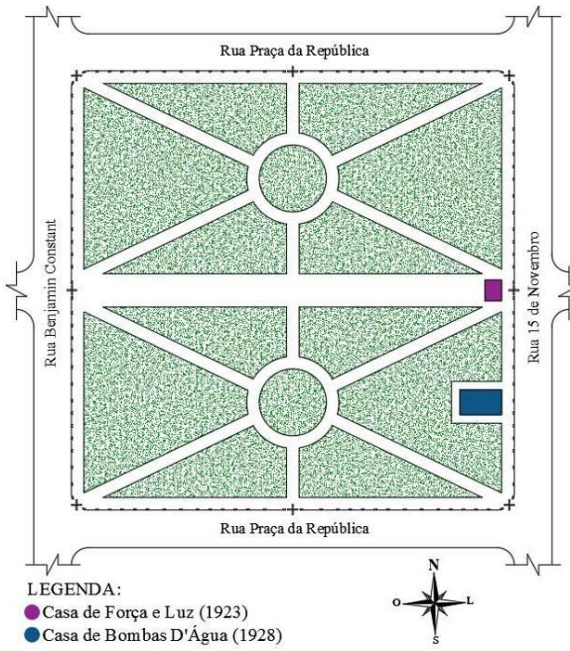 Rua Praça da República
Rua Benjamin Constant
Rua 15 de Novembro
Rua Praça da República
LEGENDA:
Casa de Força e Luz (1923)
Casa de Bombas D'Água (1928)
N
O
L
S